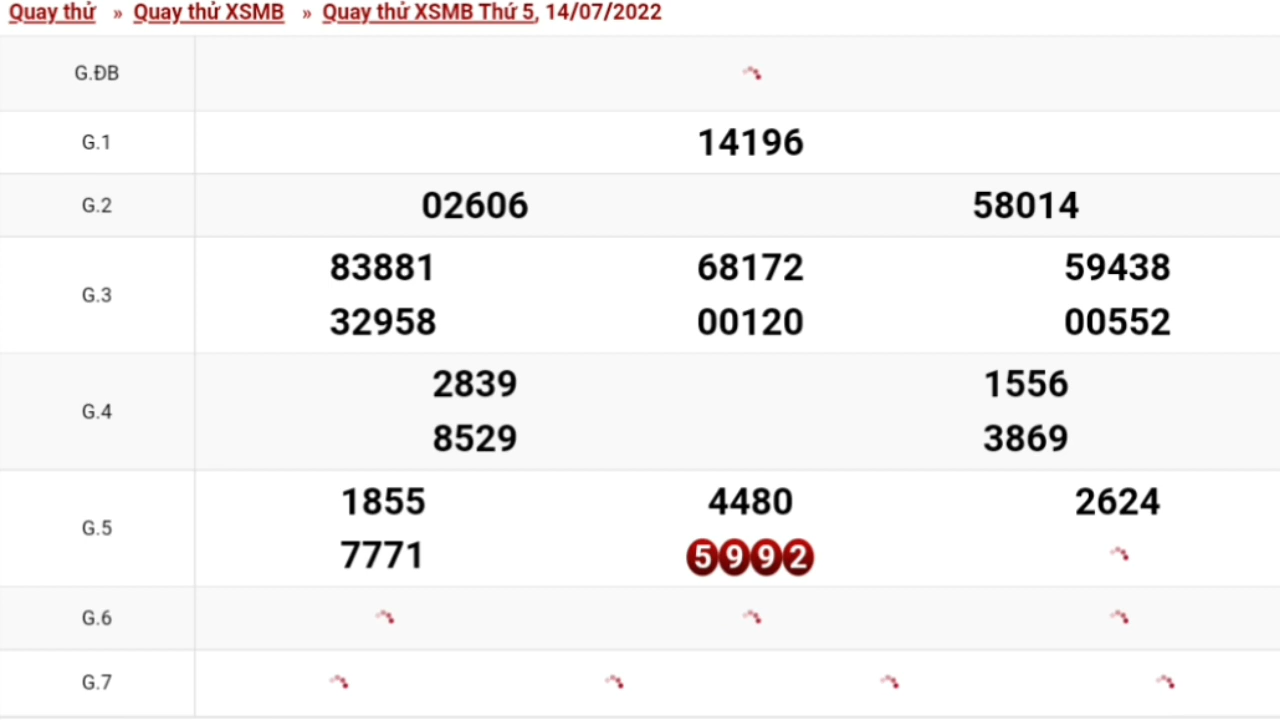 Quay thử » Quay thử XSMB » Quay thử XSMB Thứ 5, 14/07/2022
G.ĐB
G.1 14196
G.2 02606 58014
83881 68172 59438
G.3
32958 00120 00552
2839 1556
G.4
8529 3869
1855 4480 2624
G.5
7771 5992
G.6
G.7